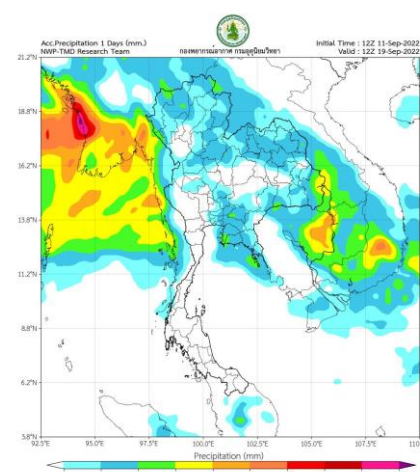 Acc.Precipitation 1 Days (mm.)
NWP-TMD Research Team
กองพยากรณ์อากาศ กรมอุตุนิยมวิทยา
Initial Time : 12Z 11-Sep-2022
Valid : 12Z 19-Sep-2022
21.2°N
18.8°N
16.2°N
13.8°N
11.2°N
8.8°N
6.2°N
3.8°N
92.5°E 95.0°E 97.5°E 100.0°E 102.5°E 105.0°E 107.5°E 110
Precipitation (mm)